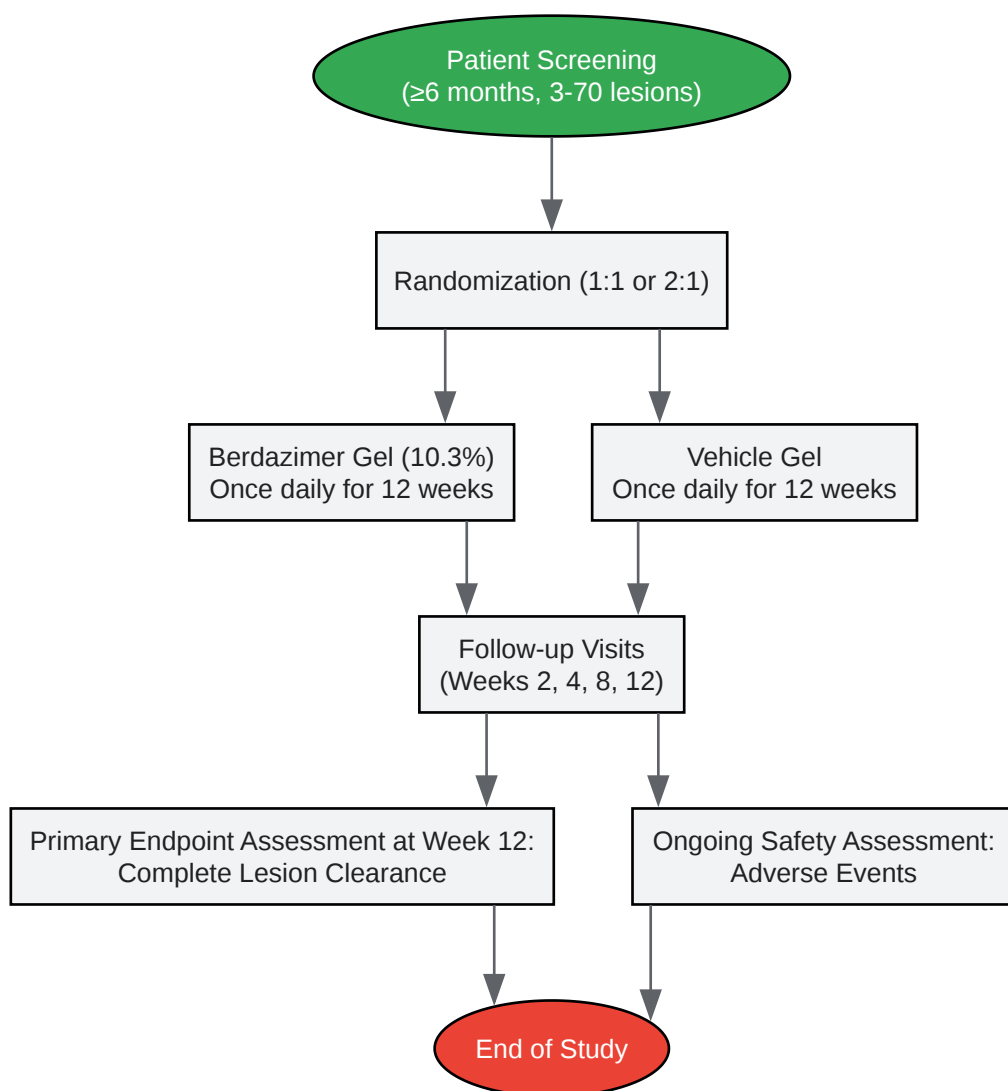 Patient Screening
(≥6 months, 3-70 lesions)
Randomization (1:1 or 2:1)
Berdazimer Gel (10.3%)
Once daily for 12 weeks
Vehicle Gel
Once daily for 12 weeks
Follow-up Visits
(Weeks 2, 4, 8, 12)
Primary Endpoint Assessment at Week 12:
Complete Lesion Clearance
Ongoing Safety Assessment:
Adverse Events
End of Study